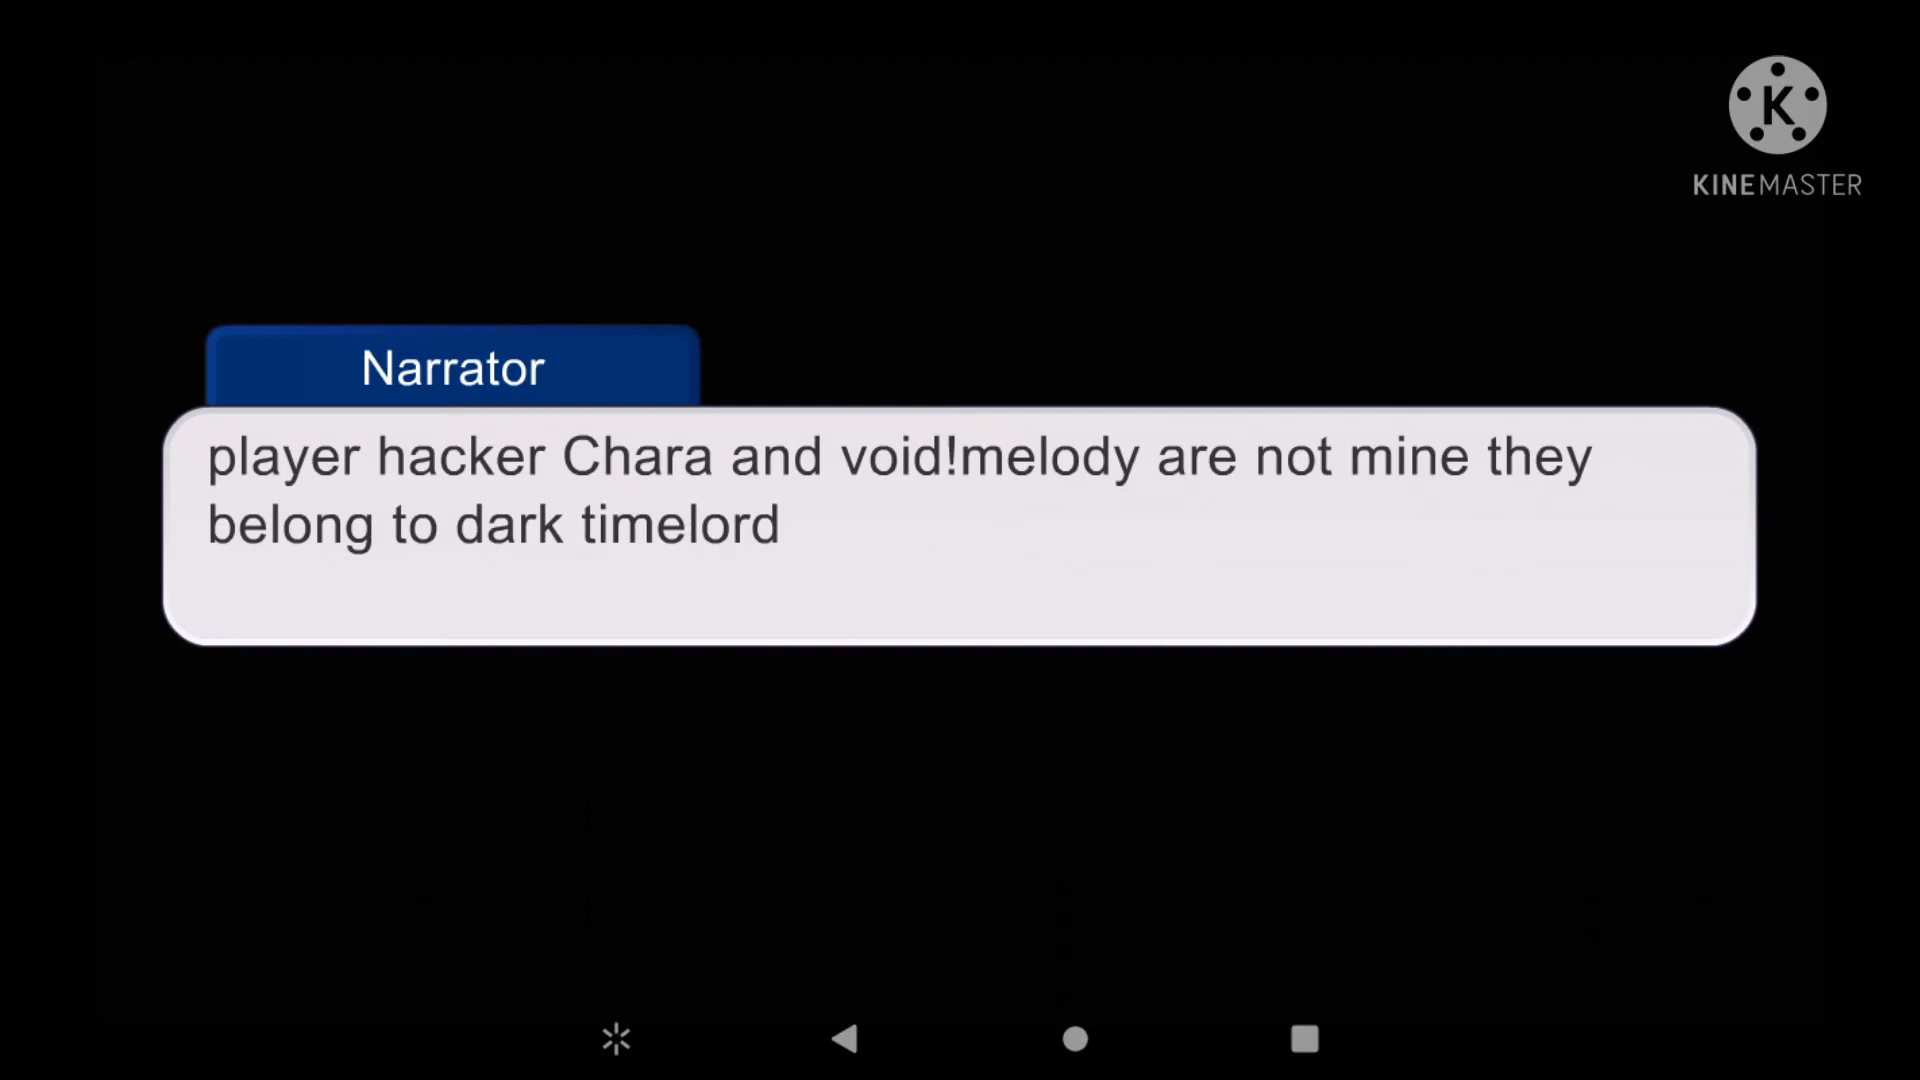 K
KINEMASTER
Narrator
player hacker Chara and void!melody are not mine they
belong to dark timelord